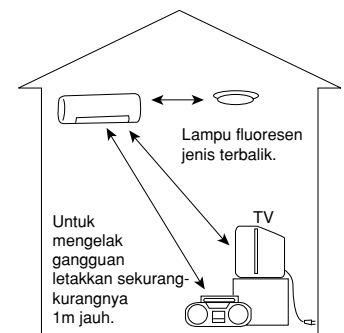 Lampu fluoresen
jenis terbalik.
Untuk
mengelak
gangguan
letakkan sekurang-
kurangnya
1m jauh.
TV